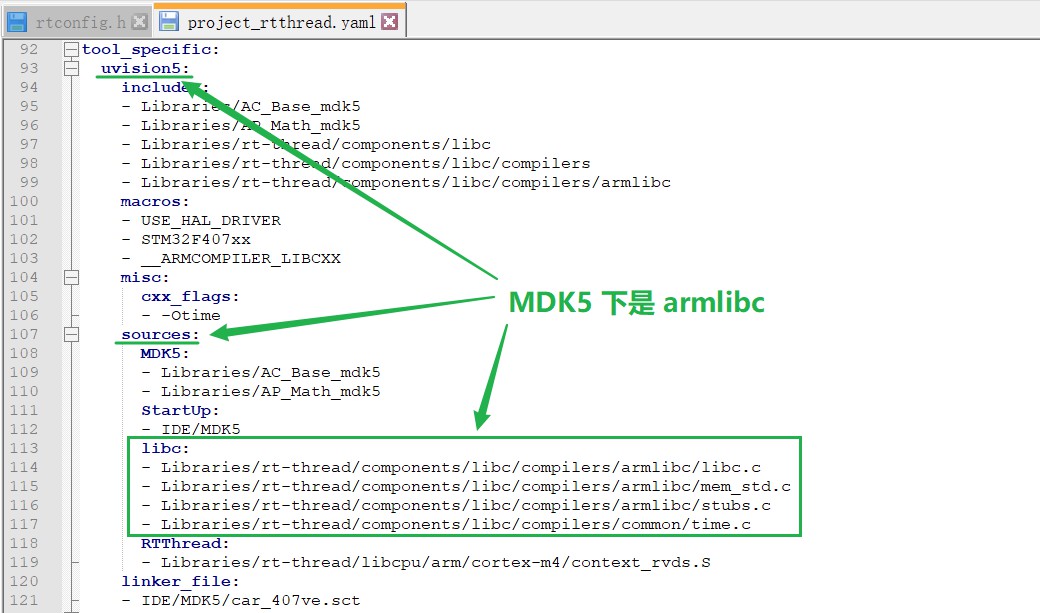 rtconfig.h project_rtthread.yaml
92 tool_specific:
93 uvision5:
94 include
95 - Libraries/AC_Base_mdk5
96 - Libraries/AP_Math_mdk5
97 - Libraries/rt-thread/components/libc
98 - Libraries/rt-thread/components/libc/compilers
99 - Libraries/rt-thread/components/libc/compilers/armlibc
100 macros:
101 - USE_HAL_DRIVER
102 - STM32F407xx
103 - __ARMCOMPILER_LIBCXX
104 misc:
105 cxx_flags:
106 - -Otime
107 sources:
MDK5 下是 armlibc
108 MDK5:
109 - Libraries/AC_Base_mdk5
110 - Libraries/AP_Math_mdk5
111 StartUp:
112 - IDE/MDK5
113 libc:
114 - Libraries/rt-thread/components/libc/compilers/armlibc/libc.c
115 - Libraries/rt-thread/components/libc/compilers/armlibc/mem_std.c
116 - Libraries/rt-thread/components/libc/compilers/armlibc/stubs.c
117 - Libraries/rt-thread/components/libc/compilers/common/time.c
118 RTThread:
119 - Libraries/rt-thread/libcpu/arm/cortex-m4/context_rvds.S
120 linker_file:
121 - IDE/MDK5/car_407ve.sct